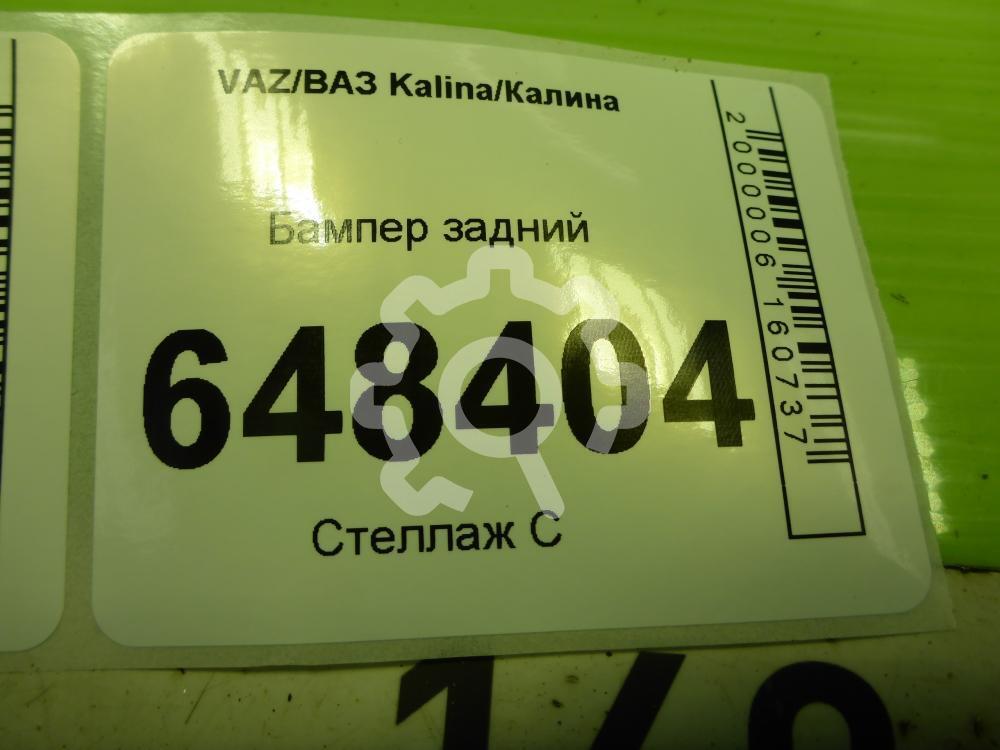 VAZ/ВАЗ Kalina/Калина
Бампер задний
648404
Стеллаж С
2000006160737